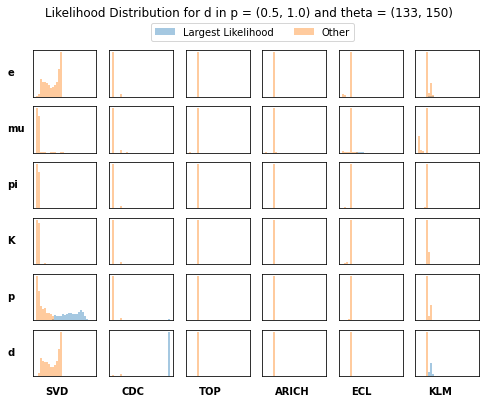 Likelihood Distribution for d in p = (0.5, 1.0) and theta = (133, 150)
Largest Likelihood Other
e
mu
pi
K
p
d
SVD CDC TOP ARICH ECL KLM